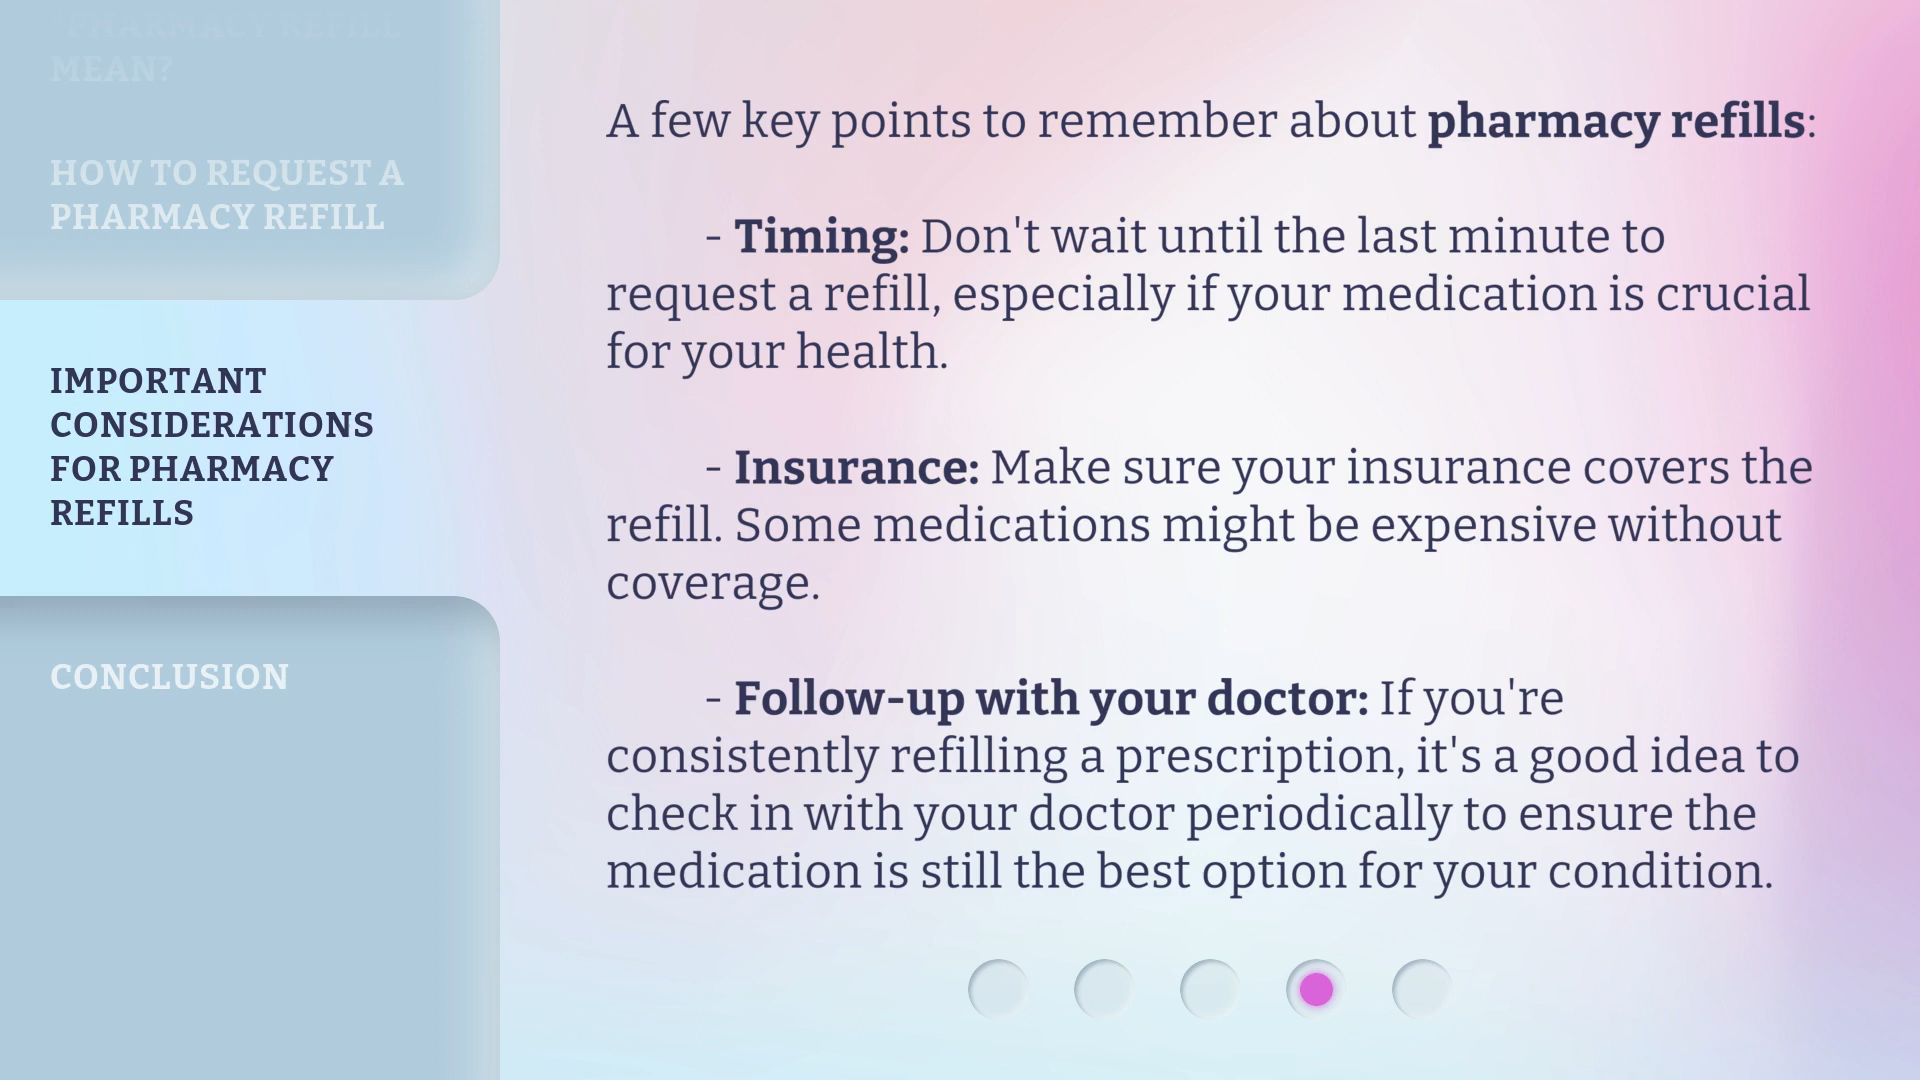 PHARMACY REFILL
MEAN?
HOW TO REQUEST A
PHARMACY REFILL
IMPORTANT
CONSIDERATIONS
FOR PHARMACY
REFILLS
CONCLUSION
A few key points to remember about pharmacy refills:
- Timing: Don't wait until the last minute to
request a refill, especially if your medication is crucial
for your health.
- Insurance: Make sure your insurance covers the
refill. Some medications might be expensive without
coverage.
- Follow-up with your doctor: If you're
consistently refilling a prescription, it's a good idea to
check in with your doctor periodically to ensure the
medication is still the best option for your condition.